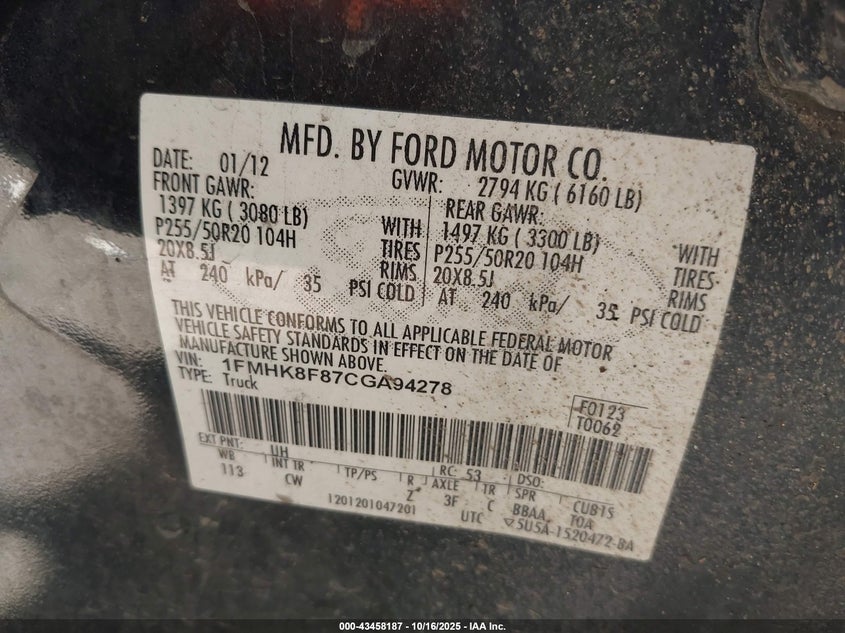 MFD. BY FORD MOTOR CO.
DATE: 01/12 GVWR: 2794 KG ( 6160 LB)
FRONT GAWR: REAR GAWR:
1397 KG ( 3080 LB) WITH 1497 KG ( 3300 LB) WITH
P255/50R20 104H TIRES P255/50R20 104H TIRES
20X8.5J RIMS 20X8.5J RIMS
AT 240 kPa/ 35 PSI COLD AT 240 kPa/ 35 PSI COLD
THIS VEHICLE CONFORMS TO ALL APPLICABLE FEDERAL MOTOR
VEHICLE SAFETY STANDARDS IN EFFECT ON THE DATE OF
MANUFACTURE SHOWN ABOVE.
VIN: 1FMHK8F87CGA94278
TYPE: Truck
F0123
T0062
EXT PNT: UH RC: 53 DSO:
WB INT TR TP/PS R AXLE TR SPR CUB15
113 CW Z 3F C BBAA TOA
1201201047201 UTC ▽5U5A-1520472-BA
000-43458187 - 10/16/2025 - IAA Inc.